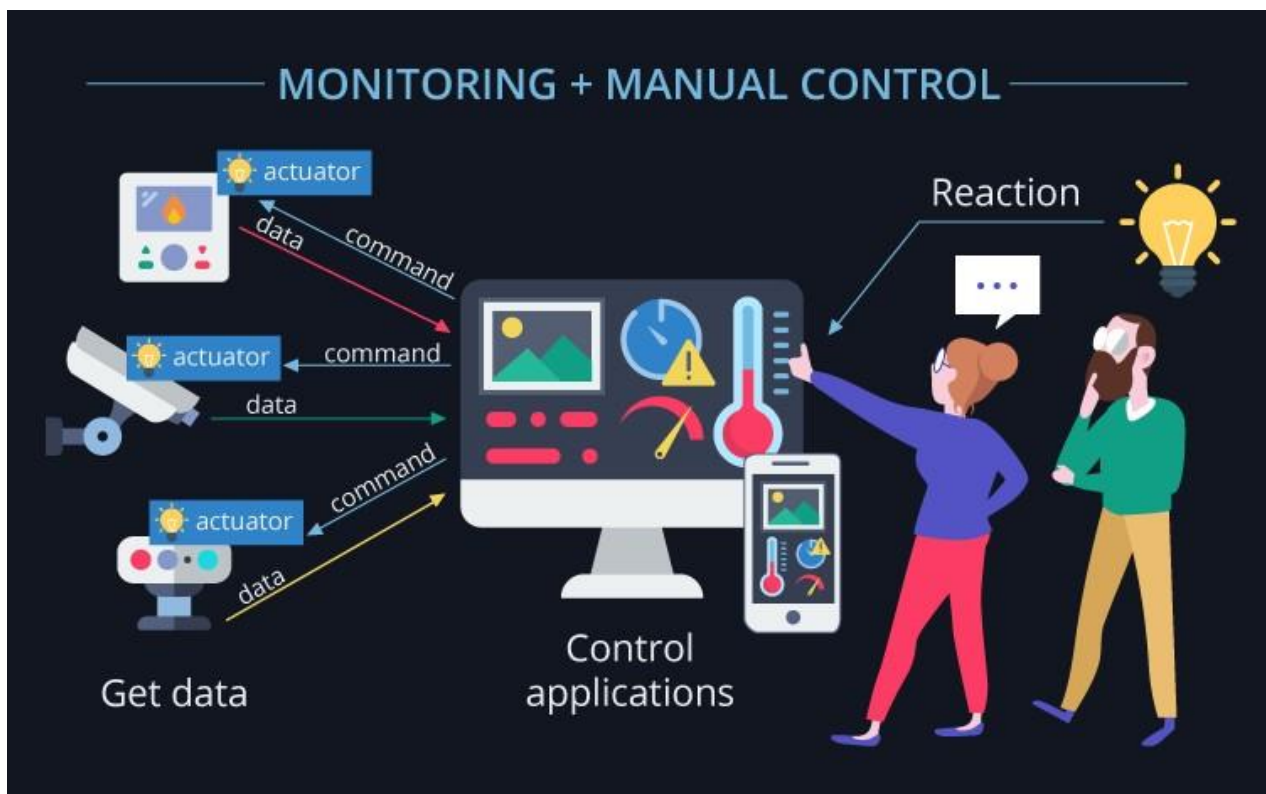 MONITORING + MANUAL CONTROL
actuator
data
command
Reaction
actuator
command
data
command
actuator
data
Get data
Control
applications